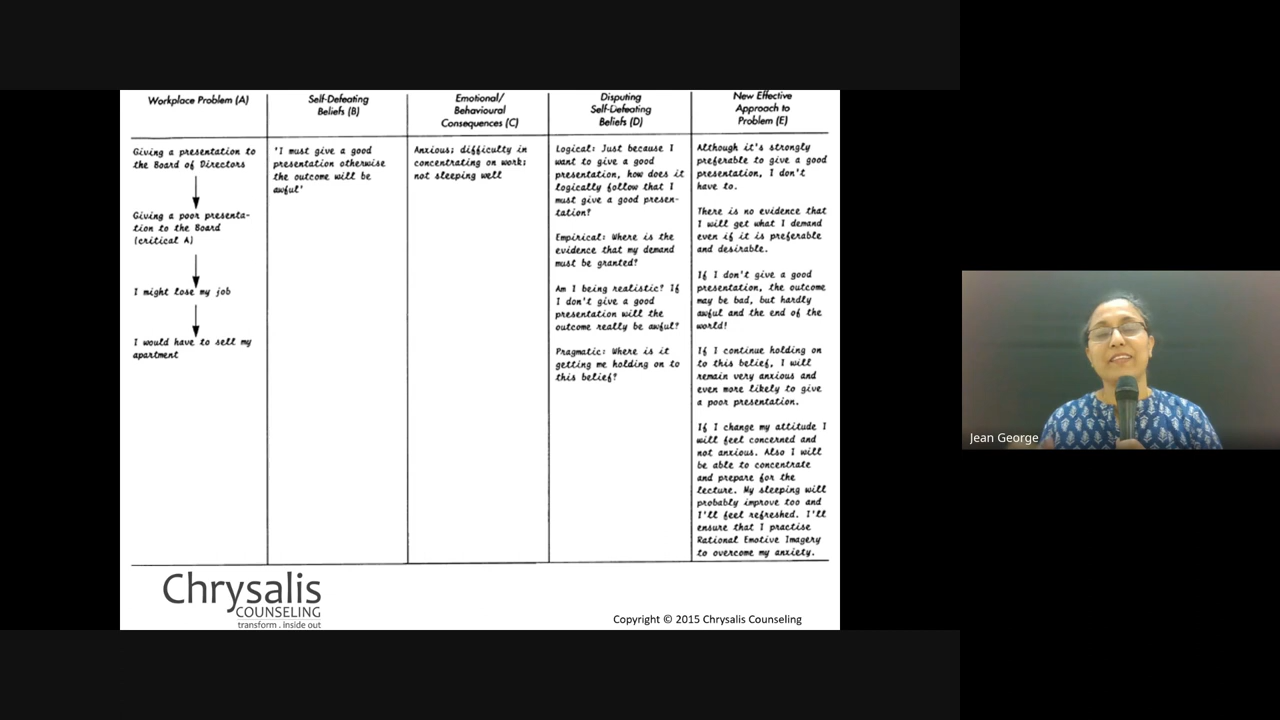 Workplace Problem (A)
Self-Defeating
Beliefs (B)
Emotional/
Behavioural
Consequences (C)
Disputing
Self-Defeating
Beliefs (D)
New Effective
Approach to
Problem (E)
Giving a presentation to
the Board of Directors
Giving a poor presenta-
tion to the Board
(critical A)
I might lose my job
I would have to sell my
apartment
'I must give a good
presentation otherwise
the outcome will be
awful'
Anxious; difficulty in
concentrating on work;
not sleeping well
Logical: Just because I
want to give a good
presentation, how does it
logically follow that I
must give a good presen-
tation?
Empirical: Where is the
evidence that my demand
must be granted?
Am I being realistic? If
I don't give a good
presentation will the
outcome really be awful?
Pragmatic: Where is it
getting me holding on to
this belief?
Although it's strongly
preferable to give a good
presentation, I don't
have to.
There is no evidence that
I will get what I demand
even if it is preferable
and desirable.
If I don't give a good
presentation, the outcome
may be bad, but hardly
awful and the end of the
world!
If I continue holding on
to this belief, I will
remain very anxious and
even more likely to give
a poor presentation.
If I change my attitude I
will feel concerned and
not anxious. Also I will
be able to concentrate
and prepare for the
lecture. My sleeping will
probably improve too and
I'll feel refreshed. I'll
ensure that I practise
Rational Emotive Imagery
to overcome my anxiety.
Chrysalis
COUNSELING
transform . inside out
Copyright © 2015 Chrysalis Counseling
Jean George